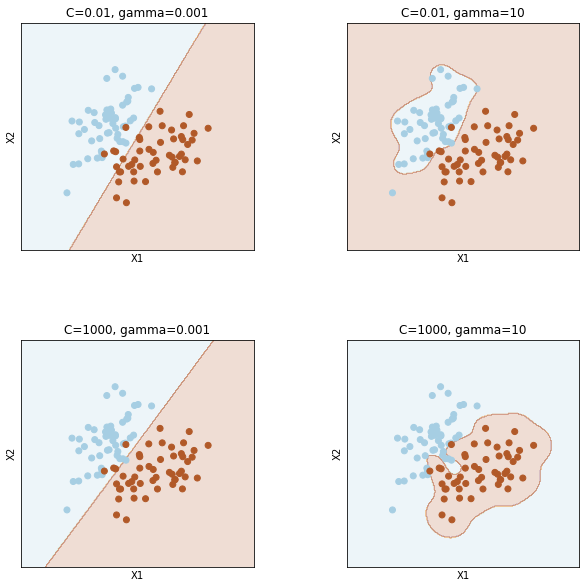 C=0.01, gamma=0.001
C=0.01, gamma=10
X2
X2
X1
X1
C=1000, gamma=0.001
C=1000, gamma=10
X2
X2
X1
X1